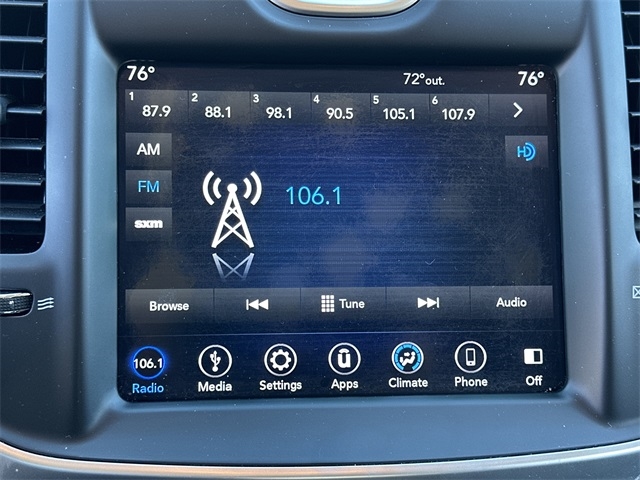 76° 72°out. 76°
1 87.9 2 88.1 3 98.1 4 90.5 5 105.1 6 107.9
AM
HD
FM
106.1
sxm
Browse Tune Audio
106.1
Radio Media Settings Apps Climate Phone Off